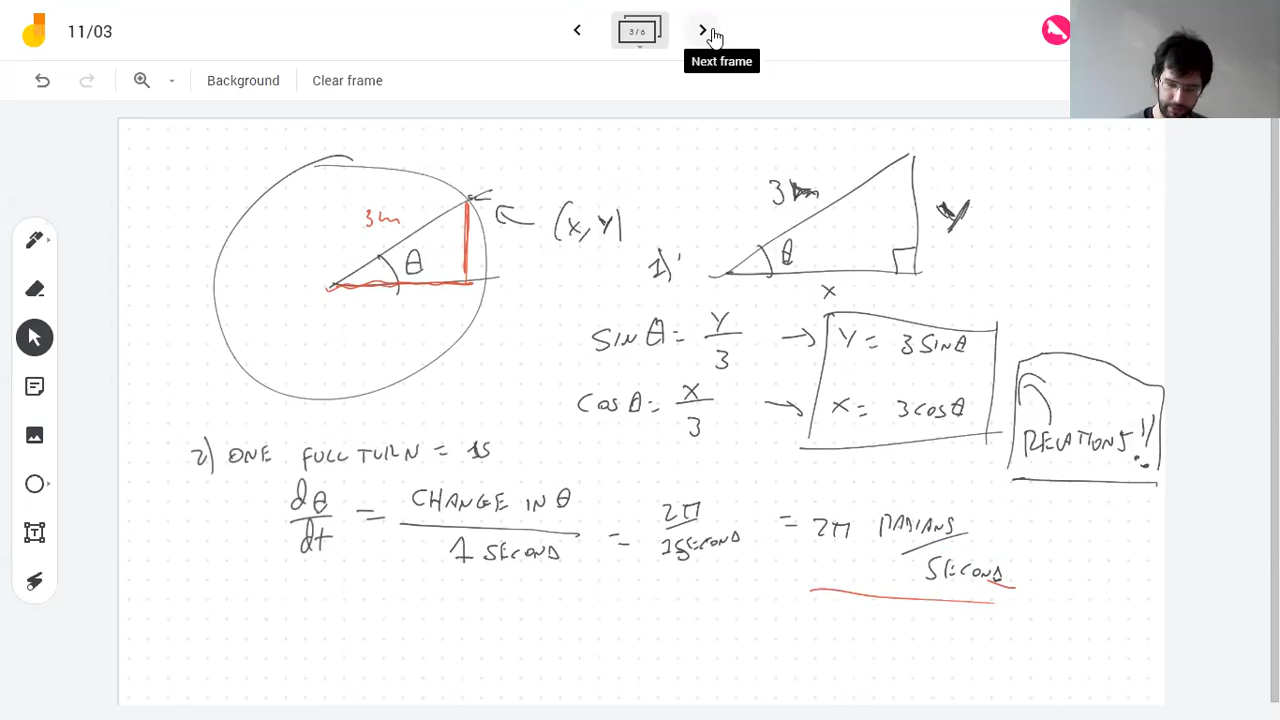 11/03
3/6
Next frame
Background
Clear frame
3m
θ
(X, Y)
3m
θ
Y
X
1)
SIN θ = Y/3 → Y = 3 SIN θ
COS θ = X/3 → X = 3 COS θ
RELATIONS!!
2) ONE FULL TURN = 1S
dθ/dt = CHANGE IN θ / 1 SECOND = 2π / 1 SECOND = 2π RADIANS / SECOND